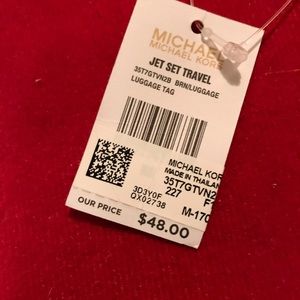 MICHAEL
MICHAEL KORS
JET SET TRAVEL
35T7GTVN2B BRN/LUGGAGE
LUGGAGE TAG
MICHAEL KOR
MADE IN THAILAN
35T7GTVN2
227
M-170
3D3Y0F
QX02738
OUR PRICE
$48.00